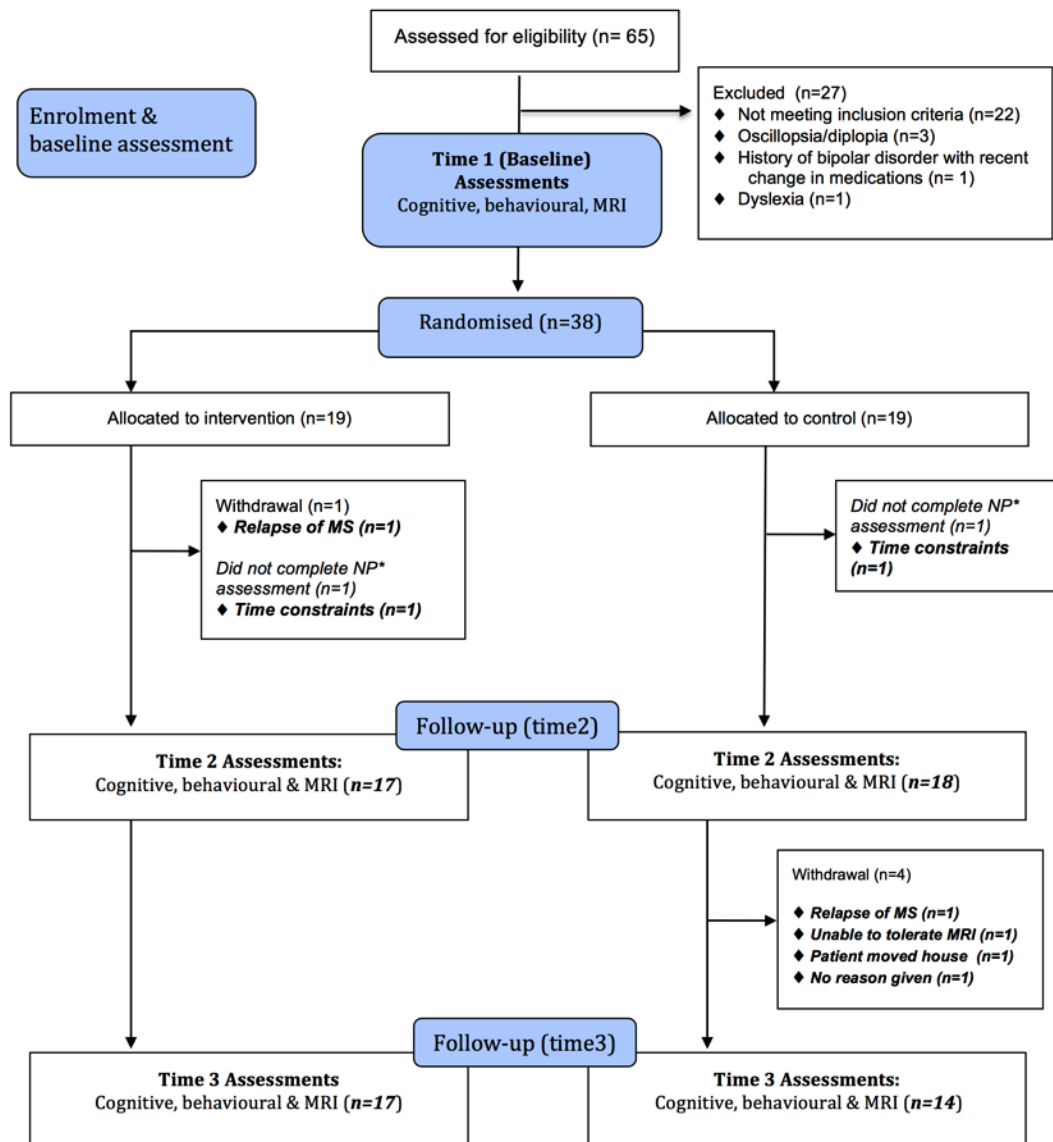 Assessed for eligibility (n= 65)
Enrolment &
baseline assessment
Excluded (n=27)
♦ Not meeting inclusion criteria (n=22)
♦ Oscillopsia/diplopia (n=3)
♦ History of bipolar disorder with recent
change in medications (n= 1)
♦ Dyslexia (n=1)
Time 1 (Baseline)
Assessments
Cognitive, behavioural, MRI
Randomised (n=38)
Allocated to intervention (n=19)
Allocated to control (n=19)
Withdrawal (n=1)
♦ Relapse of MS (n=1)
Did not complete NP*
assessment (n=1)
♦ Time constraints (n=1)
Did not complete NP*
assessment (n=1)
♦ Time constraints
(n=1)
Follow-up (time2)
Time 2 Assessments:
Cognitive, behavioural & MRI (n=17)
Time 2 Assessments:
Cognitive, behavioural & MRI (n=18)
Withdrawal (n=4)
♦ Relapse of MS (n=1)
♦ Unable to tolerate MRI (n=1)
♦ Patient moved house (n=1)
♦ No reason given (n=1)
Follow-up (time3)
Time 3 Assessments
Cognitive, behavioural & MRI (n=17)
Time 3 Assessments:
Cognitive, behavioural & MRI (n=14)